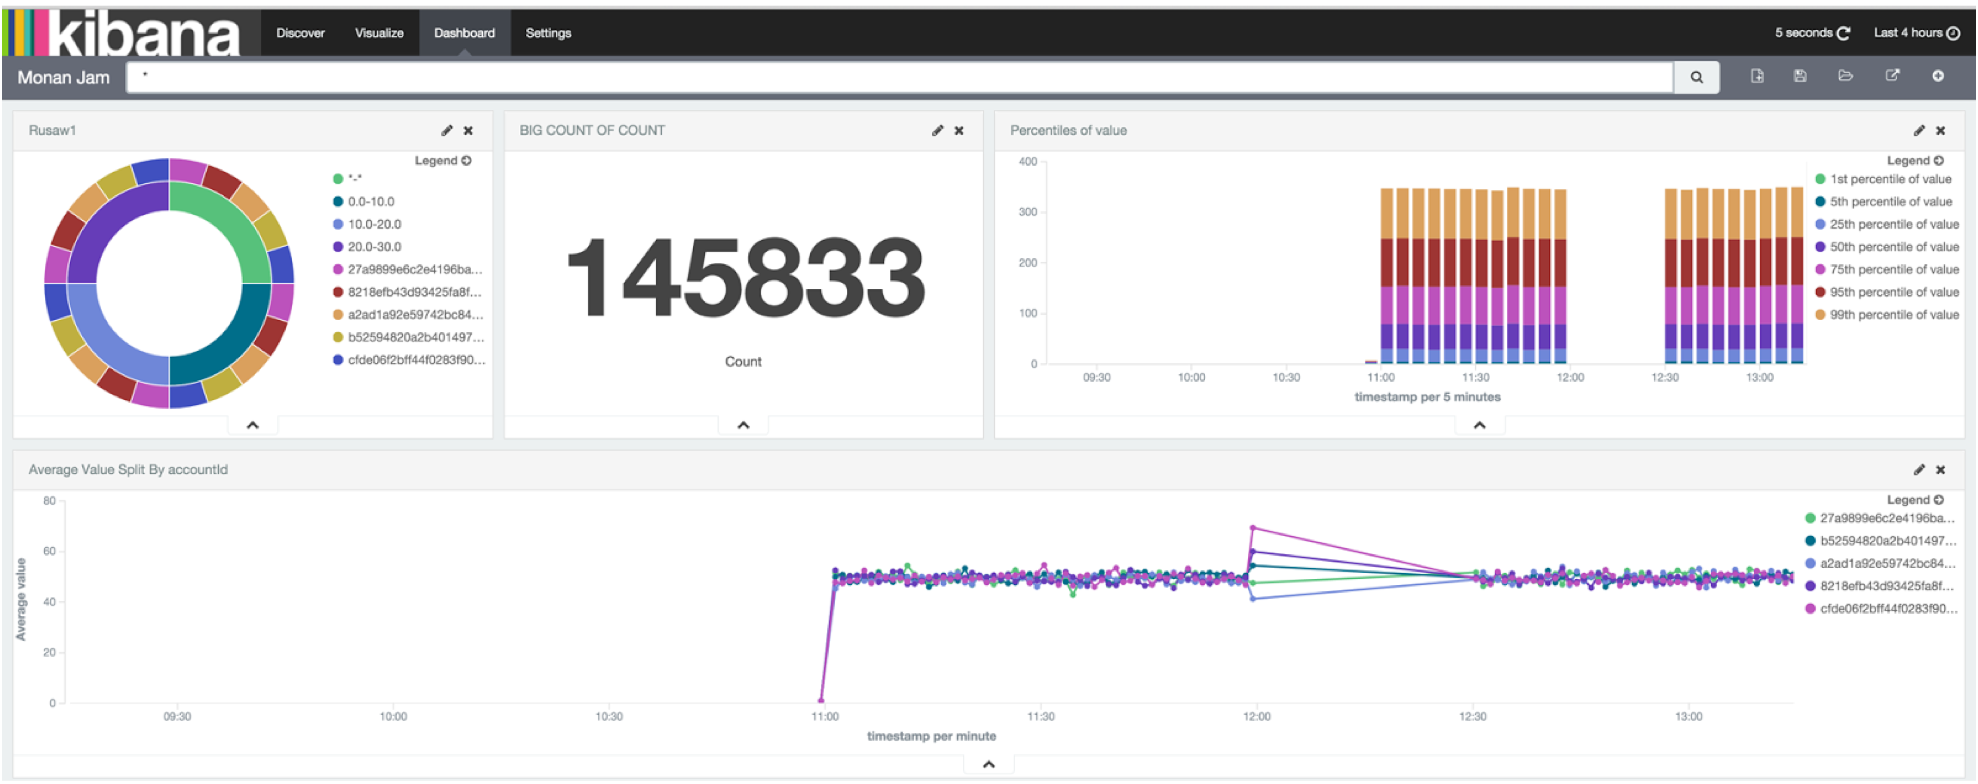 kibana Discover Visualize Dashboard Settings 5 seconds Last 4 hours
Monan Jam *
Rusaw1
Legend
*-*
0.0-10.0
10.0-20.0
20.0-30.0
27a9899e6c2e4196ba...
8218efb43d93425fa8f...
a2ad1a92e59742bc84...
b52594820a2b401497...
cfde06f2bff44f0283f90...
BIG COUNT OF COUNT
145833
Count
Percentiles of value
Legend
400
300
200
100
0
09:30 10:00 10:30 11:00 11:30 12:00 12:30 13:00
timestamp per 5 minutes
1st percentile of value
5th percentile of value
25th percentile of value
50th percentile of value
75th percentile of value
95th percentile of value
99th percentile of value
Average Value Split By accountId
Legend
80
60
40
20
0
Average value
09:30 10:00 10:30 11:00 11:30 12:00 12:30 13:00
timestamp per minute
27a9899e6c2e4196ba...
b52594820a2b401497...
a2ad1a92e59742bc84...
8218efb43d93425fa8f...
cfde06f2bff44f0283f90...